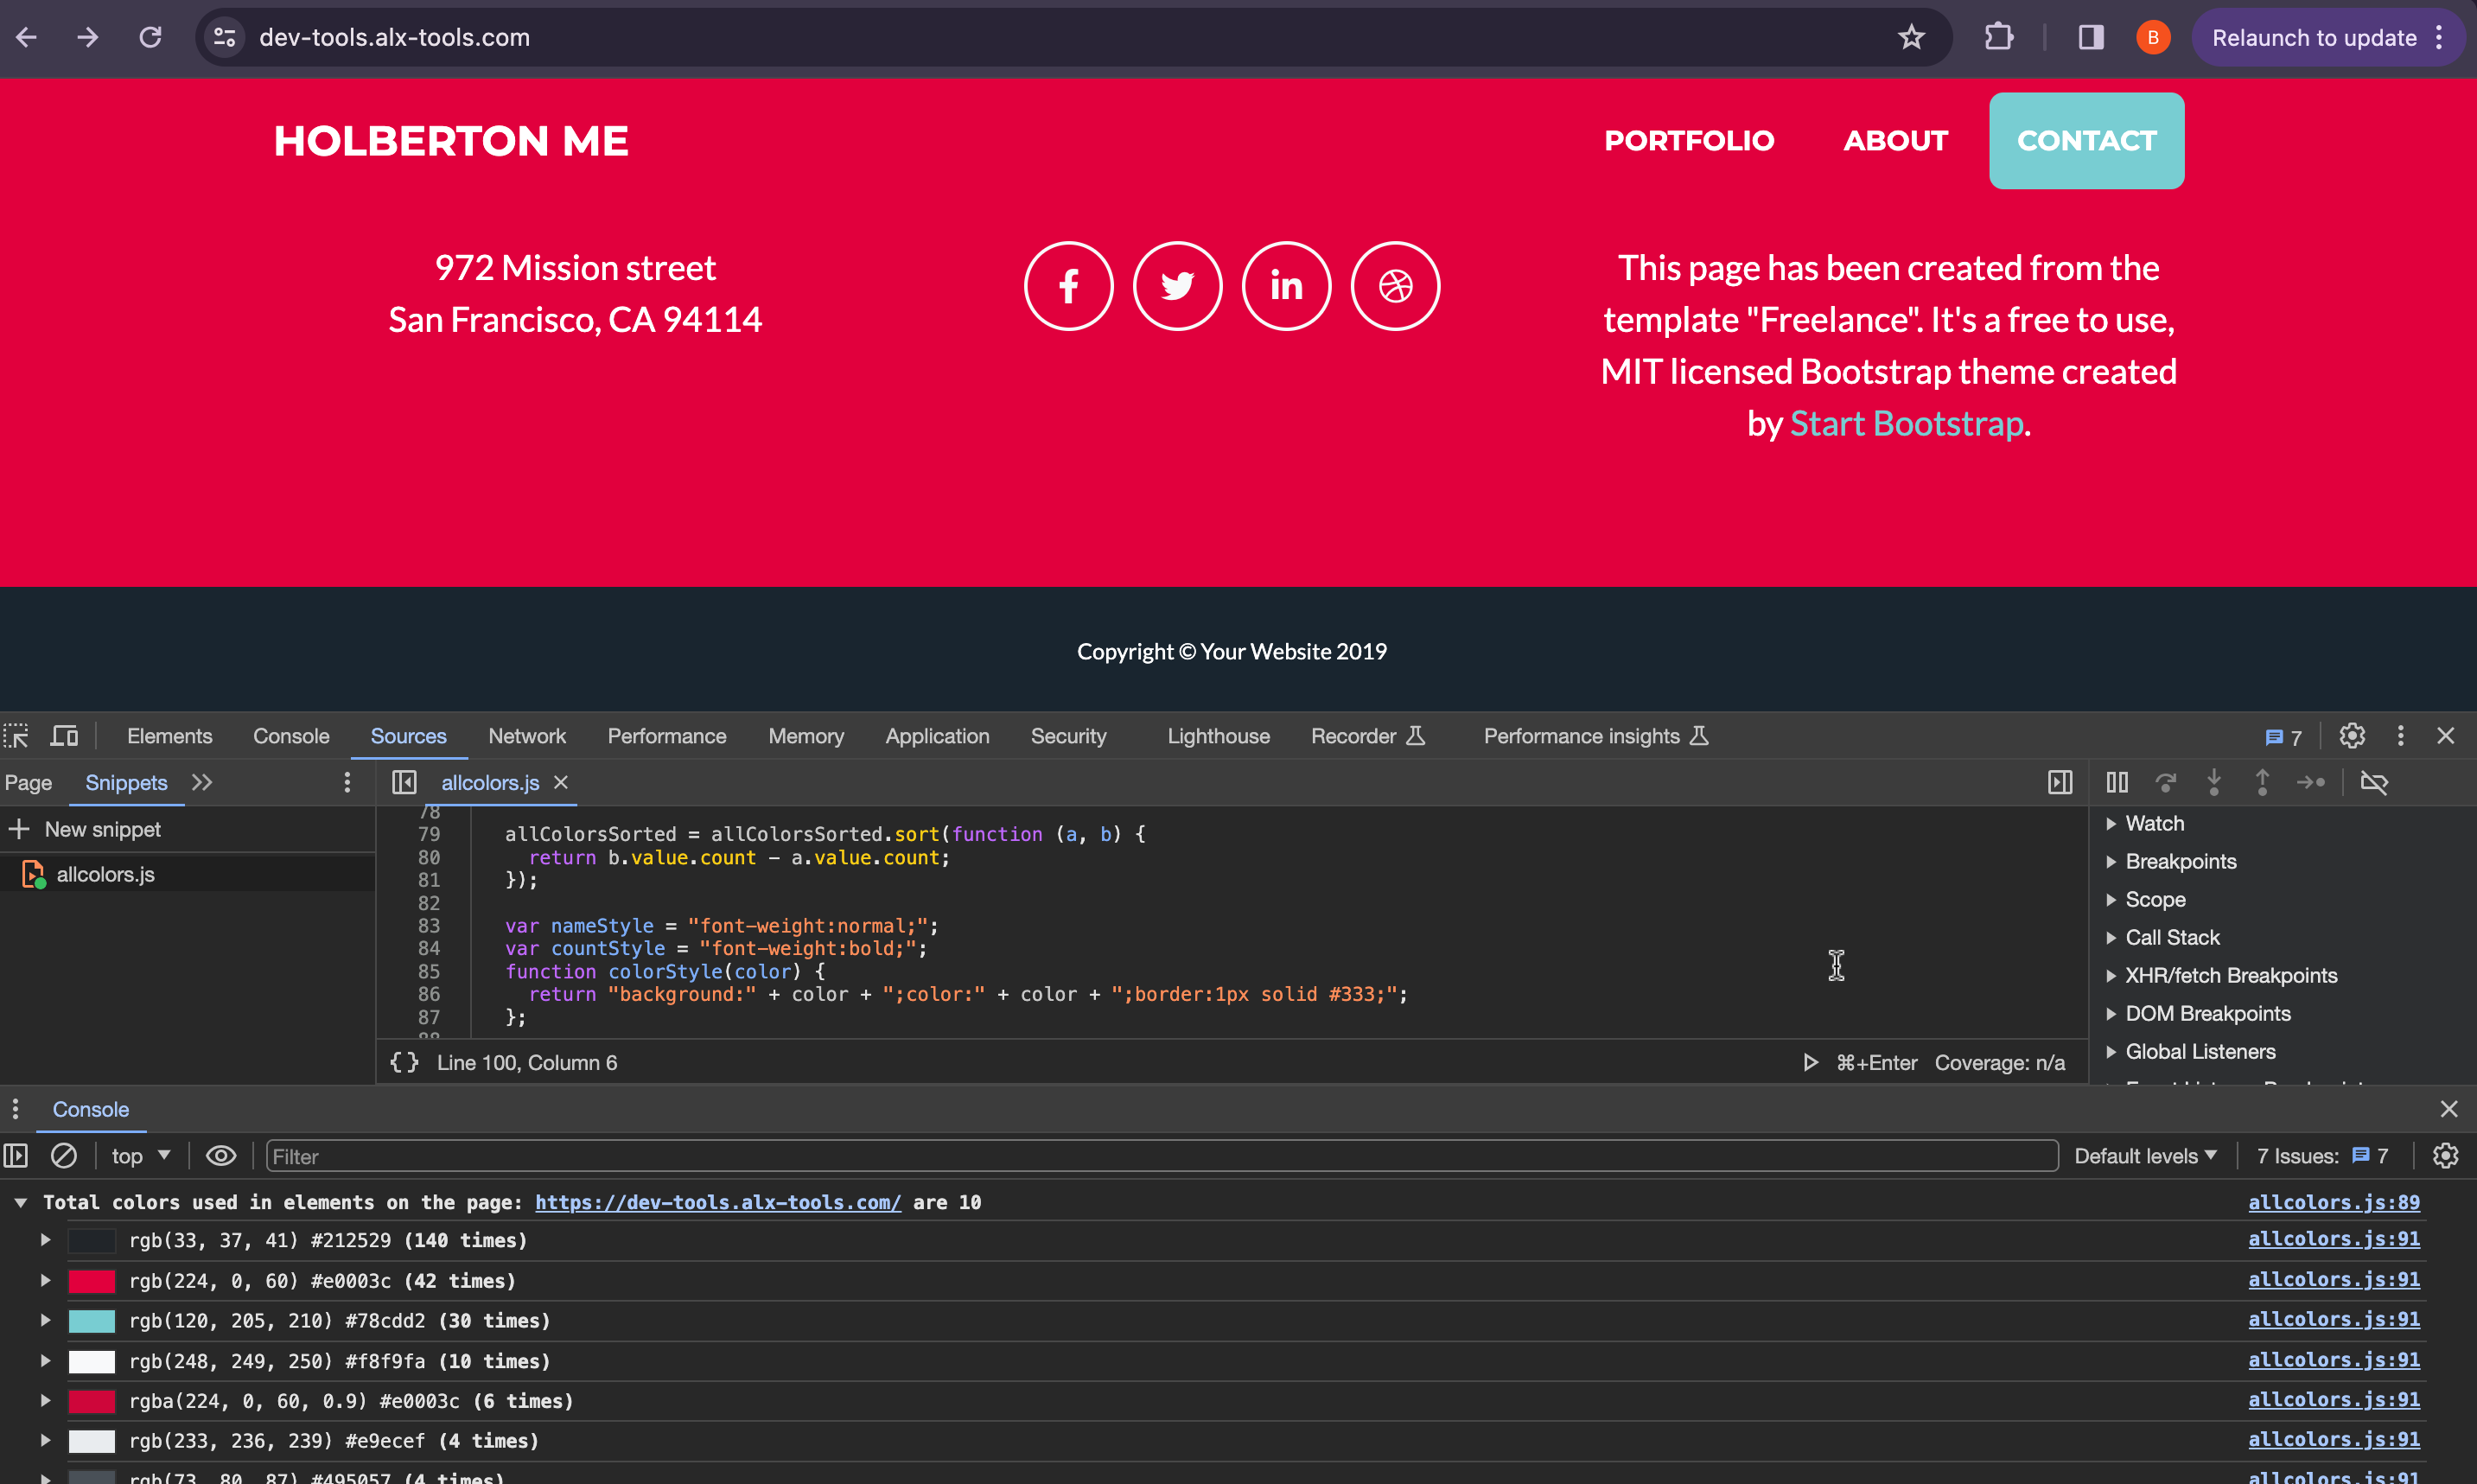 dev-tools.alx-tools.com
B
Relaunch to update
HOLBERTON ME
PORTFOLIO
ABOUT
CONTACT
972 Mission street
San Francisco, CA 94114
This page has been created from the
template "Freelance". It's a free to use,
MIT licensed Bootstrap theme created
by Start Bootstrap.
Copyright © Your Website 2019
Elements
Console
Sources
Network
Performance
Memory
Application
Security
Lighthouse
Recorder
Performance insights
7
Page
Snippets
allcolors.js
New snippet
allcolors.js
78
79 allColorsSorted = allColorsSorted.sort(function (a, b) {
80 return b.value.count - a.value.count;
81 });
82
83 var nameStyle = "font-weight:normal;";
84 var countStyle = "font-weight:bold;";
85 function colorStyle(color) {
86 return "background:" + color + ";color:" + color + ";border:1px solid #333;";
87 };
{ } Line 100, Column 6
⌘+Enter
Coverage: n/a
Watch
Breakpoints
Scope
Call Stack
XHR/fetch Breakpoints
DOM Breakpoints
Global Listeners
Console
top
Filter
Default levels
7 Issues:
7
Total colors used in elements on the page: https://dev-tools.alx-tools.com/ are 10
allcolors.js:89
rgb(33, 37, 41) #212529 (140 times)
allcolors.js:91
rgb(224, 0, 60) #e0003c (42 times)
allcolors.js:91
rgb(120, 205, 210) #78cdd2 (30 times)
allcolors.js:91
rgb(248, 249, 250) #f8f9fa (10 times)
allcolors.js:91
rgba(224, 0, 60, 0.9) #e0003c (6 times)
allcolors.js:91
rgb(233, 236, 239) #e9ecef (4 times)
allcolors.js:91
rgb(73, 80, 87) #495057 (4 times)
allcolors.js:91